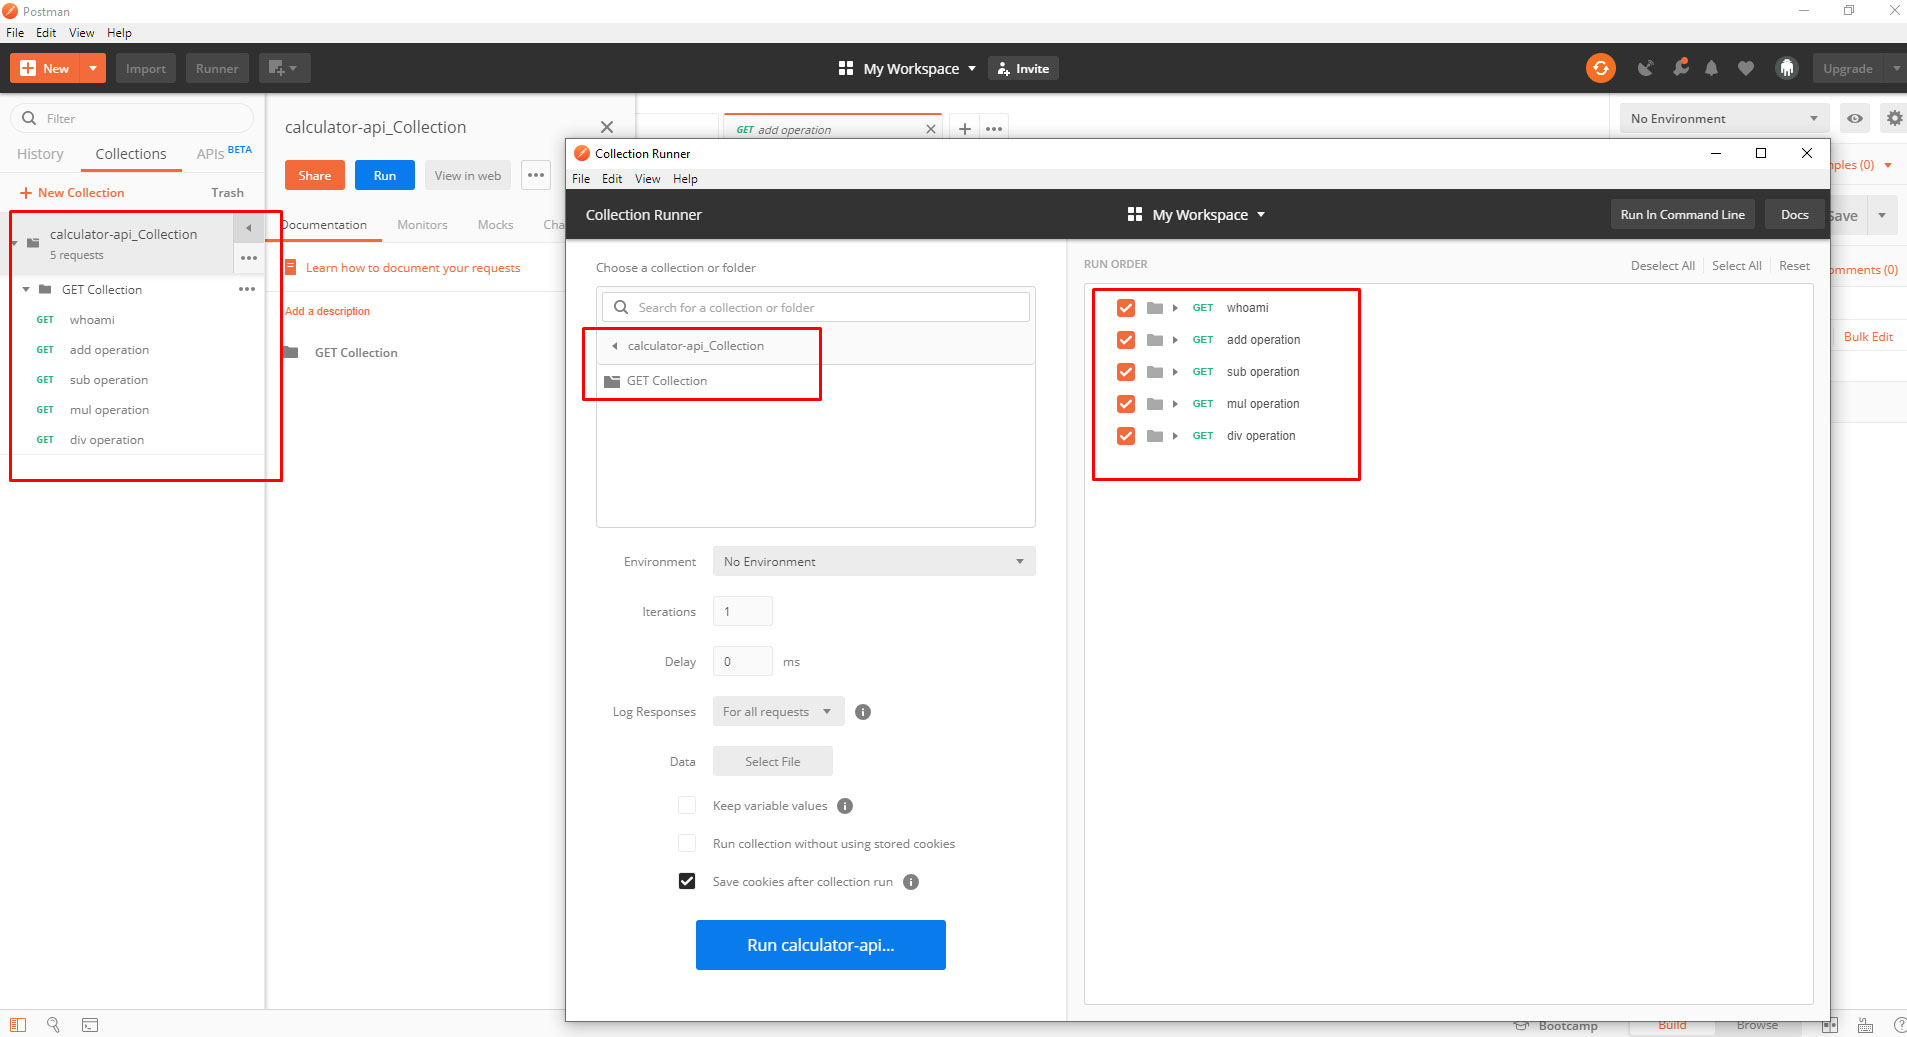 Postman
File Edit View Help
New Import Runner My Workspace Invite Upgrade
Filter
History Collections APIs BETA
New Collection Trash
calculator-api_Collection
5 requests
GET Collection
GET whoami
GET add operation
GET sub operation
GET mul operation
GET div operation
calculator-api_Collection
Share Run View in web
Documentation Monitors Mocks Cha
Learn how to document your requests
Add a description
GET Collection
GET add operation
No Environment
mples (0)
Save
omments (0)
Bulk Edit
Collection Runner
File Edit View Help
Collection Runner My Workspace Run In Command Line Docs
Choose a collection or folder
Search for a collection or folder
calculator-api_Collection
GET Collection
Environment No Environment
Iterations 1
Delay 0 ms
Log Responses For all requests
Data Select File
Keep variable values
Run collection without using stored cookies
Save cookies after collection run
Run calculator-api...
RUN ORDER Deselect All Select All Reset
GET whoami
GET add operation
GET sub operation
GET mul operation
GET div operation
Bootcamp Build Browse